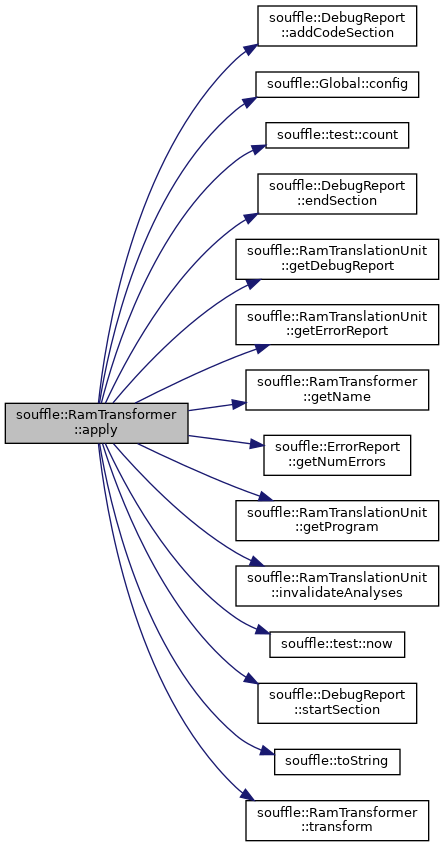 souffle::DebugReport
::addCodeSection
souffle::Global::config
souffle::test::count
souffle::DebugReport
::endSection
souffle::RamTranslationUnit
::getDebugReport
souffle::RamTranslationUnit
::getErrorReport
souffle::RamTransformer
::getName
souffle::RamTransformer
::apply
souffle::ErrorReport
::getNumErrors
souffle::RamTranslationUnit
::getProgram
souffle::RamTranslationUnit
::invalidateAnalyses
souffle::test::now
souffle::DebugReport
::startSection
souffle::toString
souffle::RamTransformer
::transform